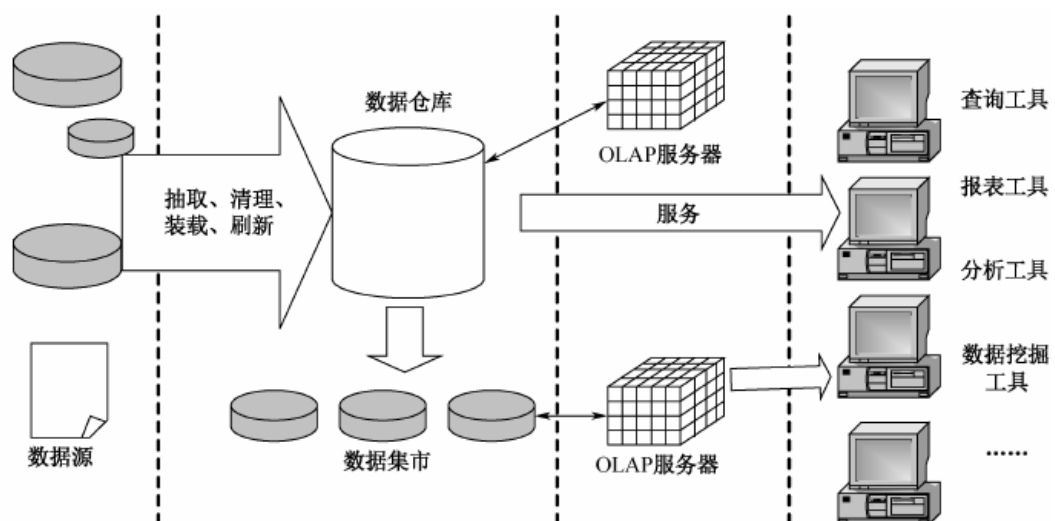 数据仓库
OLAP服务器
查询工具
抽取、清理、
装载、刷新
服务
报表工具
分析工具
数据挖掘
工具
数据源
数据集市
OLAP服务器
......